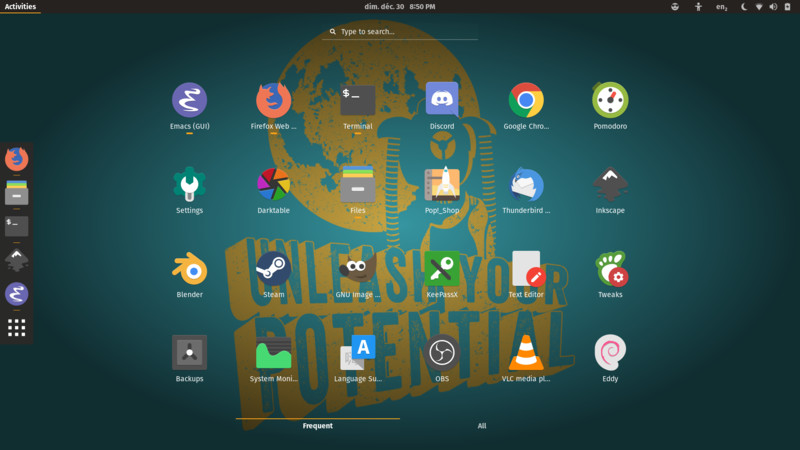 Activities
dim. déc. 30 8:50 PM
en₂
Type to search...
Emacs (GUI)
Firefox Web ...
Terminal
Discord
Google Chro...
Pomodoro
Settings
Darktable
Files
Pop!_Shop
Thunderbird ...
Inkscape
Blender
Steam
GNU Image ...
KeePassX
Text Editor
Tweaks
Backups
System Moni...
A
Language Su...
OBS
VLC media pl...
Eddy
UNLEASH YOUR
POTENTIAL
Frequent
All